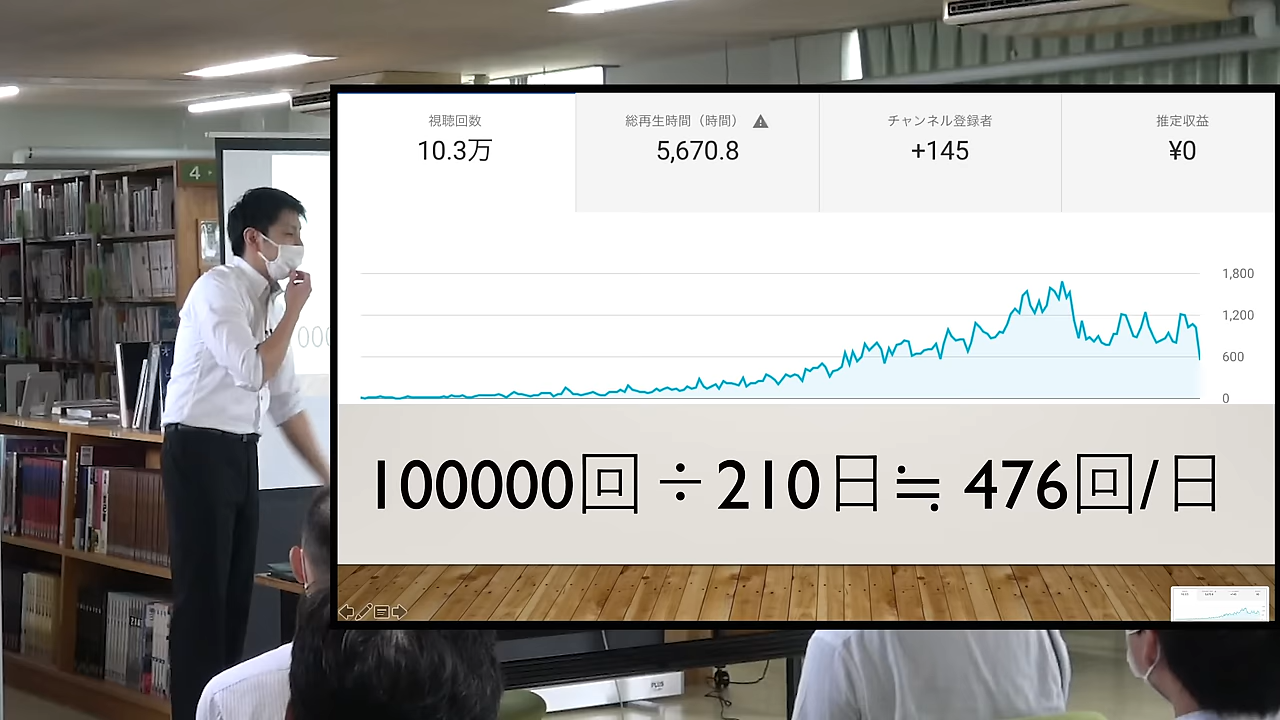 視聴回数
10.3万
総再生時間（時間）
5,670.8
チャンネル登録者
+145
推定収益
¥0
1,800
1,200
600
0
100000回÷210日≒476回/日
4
PLUS